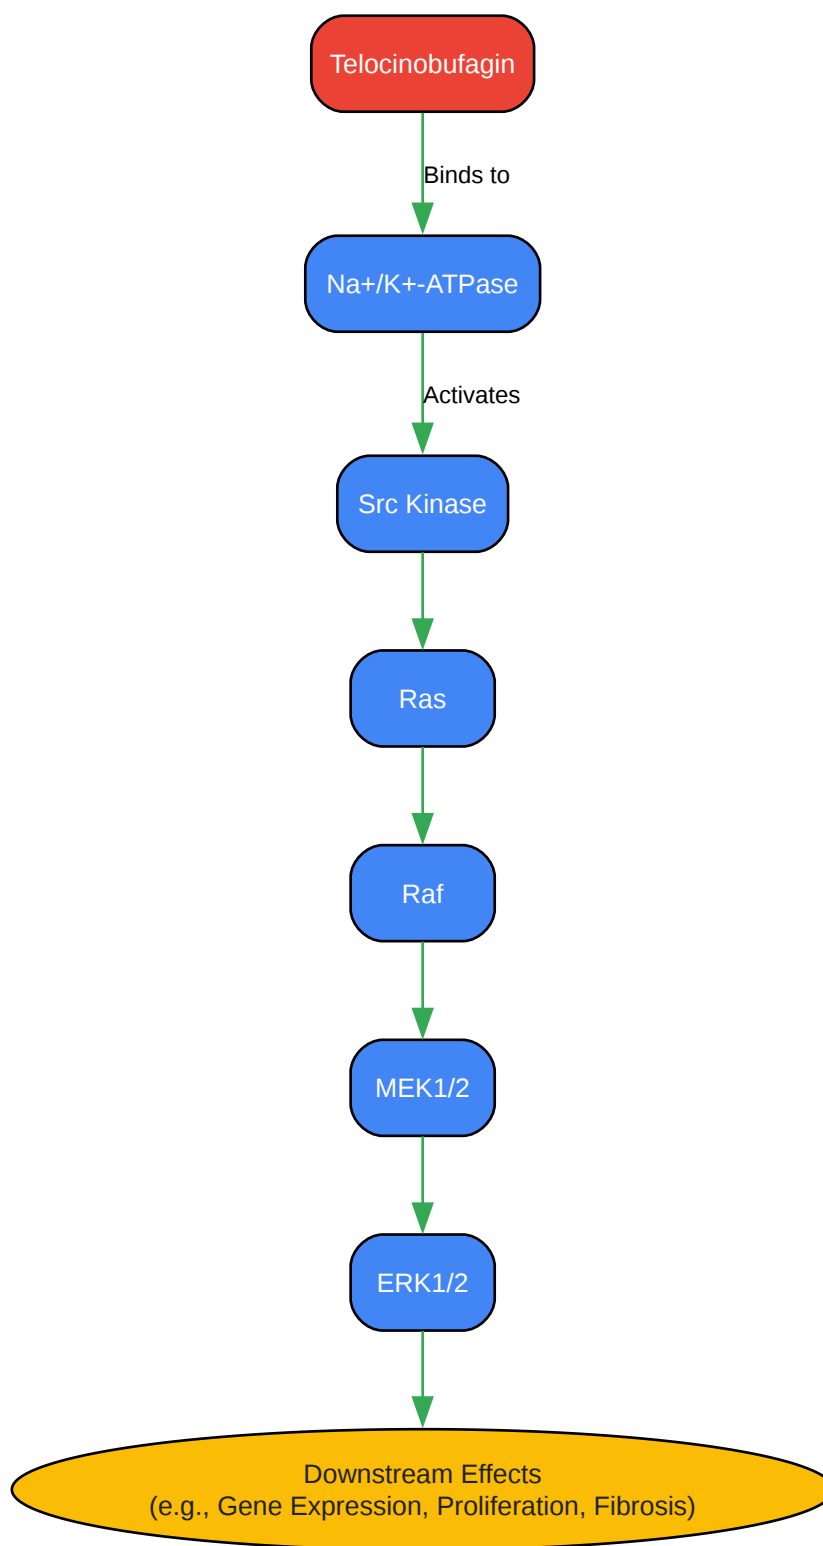 Telocinobufagin
Binds to
Na+/K+-ATPase
Activates
Src Kinase
Ras
Raf
MEK1/2
ERK1/2
Downstream Effects
(e.g., Gene Expression, Proliferation, Fibrosis)